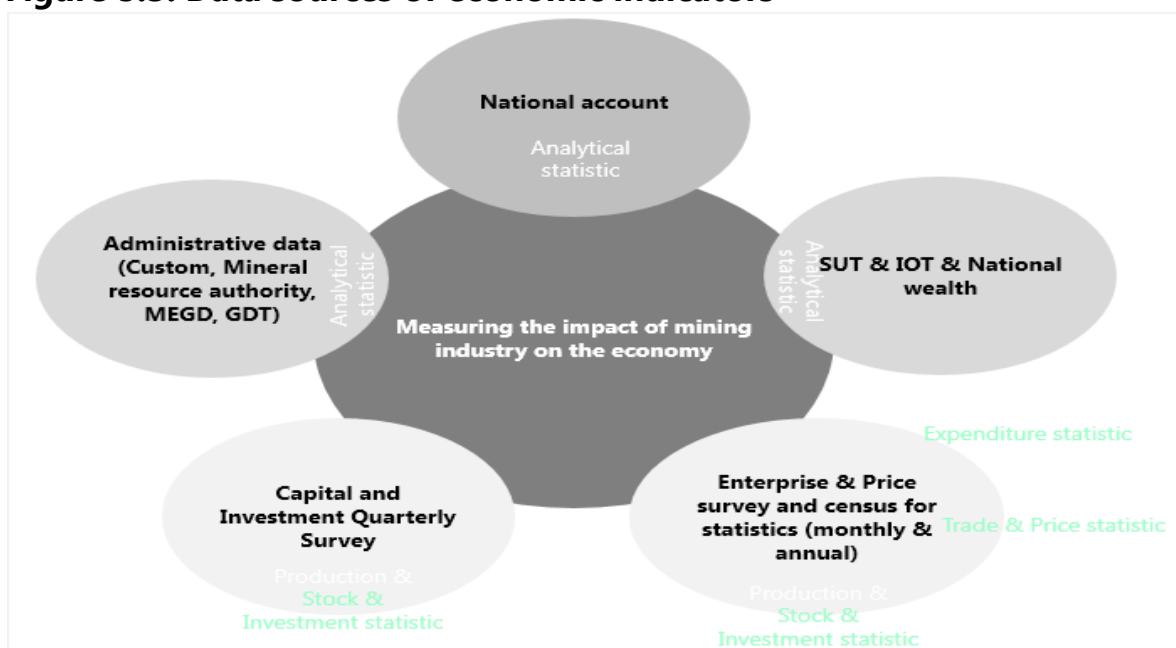 Figure 3.3: Data sources of economic indicators
National account
Analytical
statistic
Administrative data
(Custom, Mineral
resource authority,
MEGD, GDT)
Analytical
statistic
Analytical
statistic
SUT & IOT & National
wealth
Measuring the impact of mining
industry on the economy
Capital and
Investment Quarterly
Survey
Production &
Stock &
Investment statistic
Enterprise & Price
survey and census for
statistics (monthly &
annual)
Expenditure statistic
Trade & Price statistic
Production &
Stock &
Investment statistic